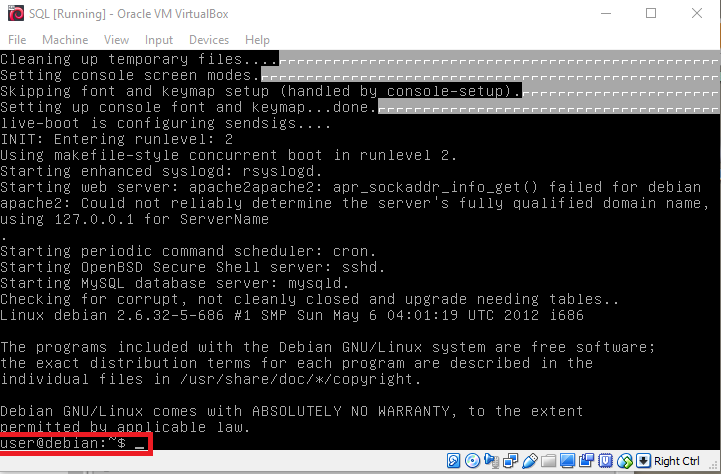 SQL [Running] - Oracle VM VirtualBox
File Machine View Input Devices Help
Cleaning up temporary files....
Setting console screen modes.
Skipping font and keymap setup (handled by console-setup).
Setting up console font and keymap...done.
live-boot is configuring sendsigs....
INIT: Entering runlevel: 2
Using makefile-style concurrent boot in runlevel 2.
Starting enhanced syslogd: rsyslogd.
Starting web server: apache2apache2: apr_sockaddr_info_get() failed for debian
apache2: Could not reliably determine the server's fully qualified domain name,
using 127.0.0.1 for ServerName
.
Starting periodic command scheduler: cron.
Starting OpenBSD Secure Shell server: sshd.
Starting MySQL database server: mysqld.
Checking for corrupt, not cleanly closed and upgrade needing tables..
Linux debian 2.6.32-5-686 #1 SMP Sun May 6 04:01:19 UTC 2012 i686
The programs included with the Debian GNU/Linux system are free software;
the exact distribution terms for each program are described in the
individual files in /usr/share/doc/*/copyright.
Debian GNU/Linux comes with ABSOLUTELY NO WARRANTY, to the extent
permitted by applicable law.
user@debian:~$ _
Right Ctrl